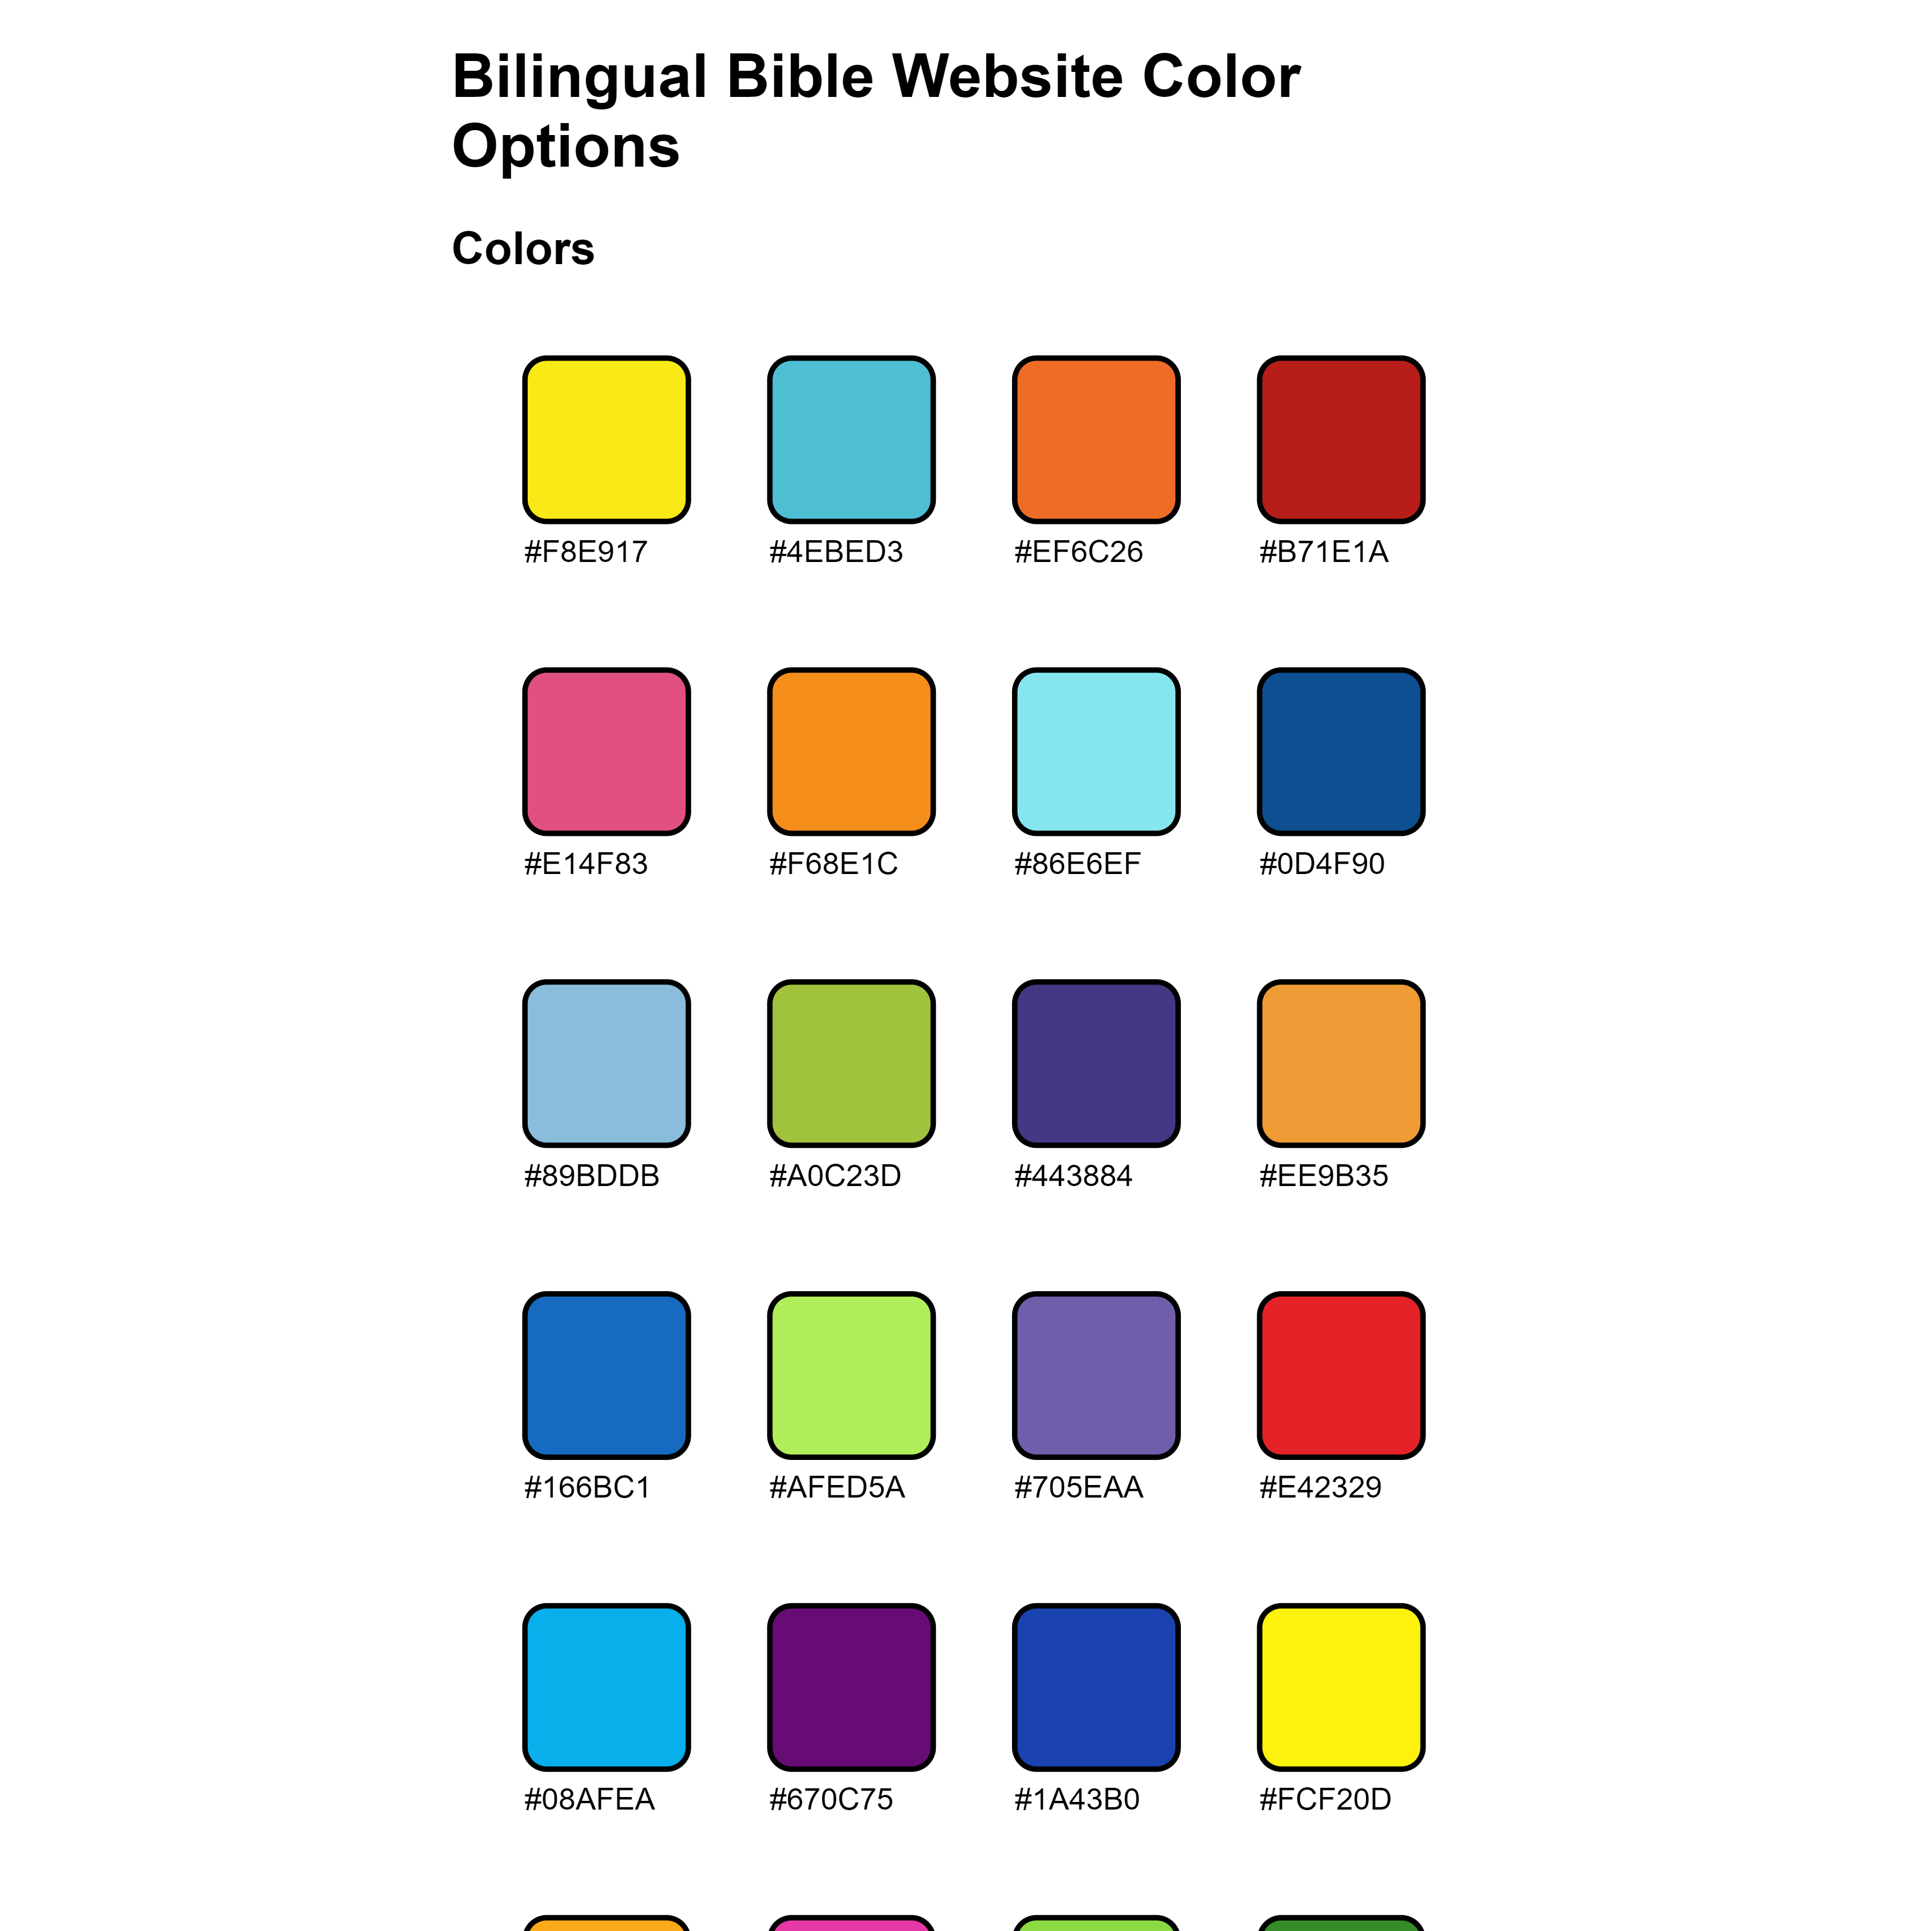 Bilingual Bible Website Color
Options
Colors
#F8E917 #4EBED3 #EF6C26 #B71E1A
#E14F83 #F68E1C #86E6EF #0D4F90
#89BDDB #A0C23D #443884 #EE9B35
#166BC1 #AFED5A #705EAA #E42329
#08AFEA #670C75 #1A43B0 #FCF20D